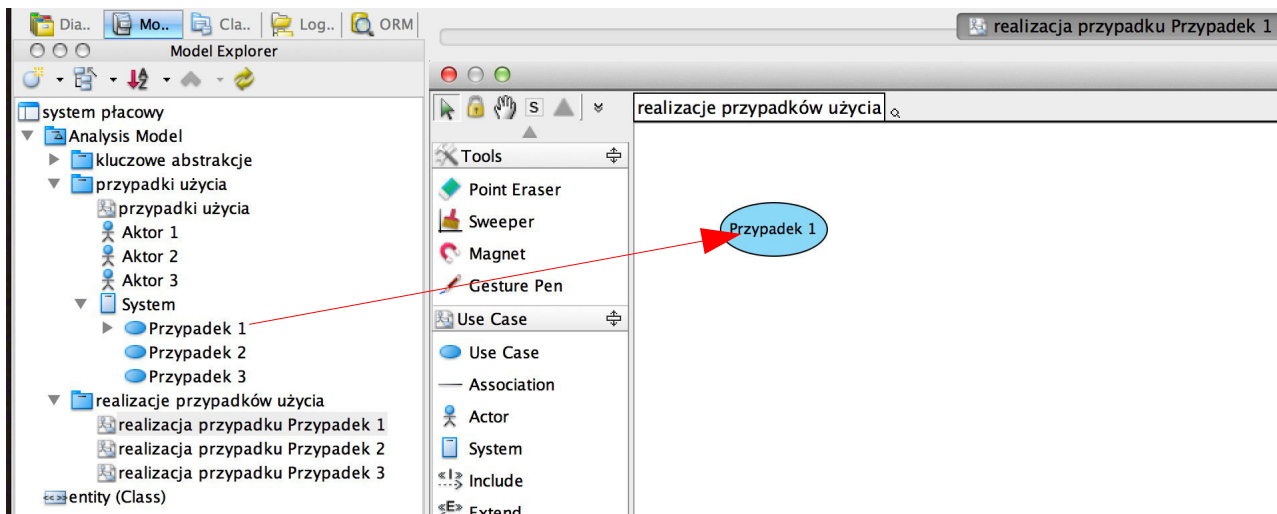 Dia.. Mo.. Cla.. Log.. ORM
realizacja przypadku Przypadek 1
Model Explorer
system płacowy
Analysis Model
kluczowe abstrakcje
przypadki użycia
przypadki użycia
Aktor 1
Aktor 2
Aktor 3
System
Przypadek 1
Przypadek 2
Przypadek 3
realizacje przypadków użycia
realizacja przypadku Przypadek 1
realizacja przypadku Przypadek 2
realizacja przypadku Przypadek 3
entity (Class)
S
Tools
Point Eraser
Sweeper
Magnet
Gesture Pen
Use Case
Use Case
Association
Actor
System
«I» Include
«E» Extend
realizacje przypadków użycia
Przypadek 1